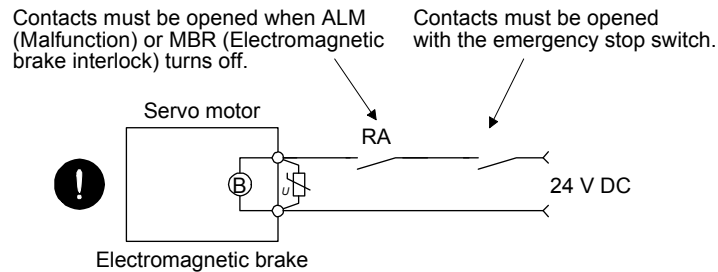 Contacts must be opened when ALM
(Malfunction) or MBR (Electromagnetic
brake interlock) turns off.
Contacts must be opened
with the emergency stop switch.
Servo motor
RA
B
U
24 V DC
Electromagnetic brake